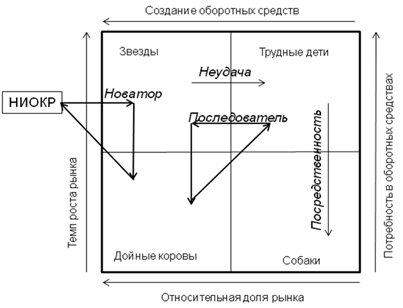 Создание оборотных средств
Звезды
Трудные дети
Неудача
НИОКР
Новатор
Последователь
Посредственность
Темп роста рынка
Потребность в оборотных средствах
Дойные коровы
Собаки
Относительная доля рынка